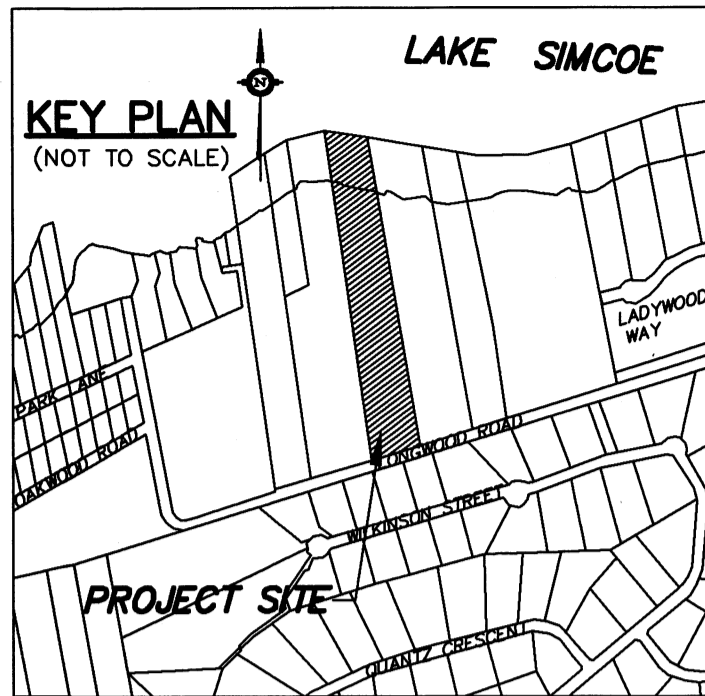 LAKE SIMCOE
N
KEY PLAN
(NOT TO SCALE)
LADYWOOD
WAY
PARK LANE
OAKWOOD ROAD
LONGWOOD ROAD
WILKINSON STREET
PROJECT SITE
QUANTZ CRESCENT